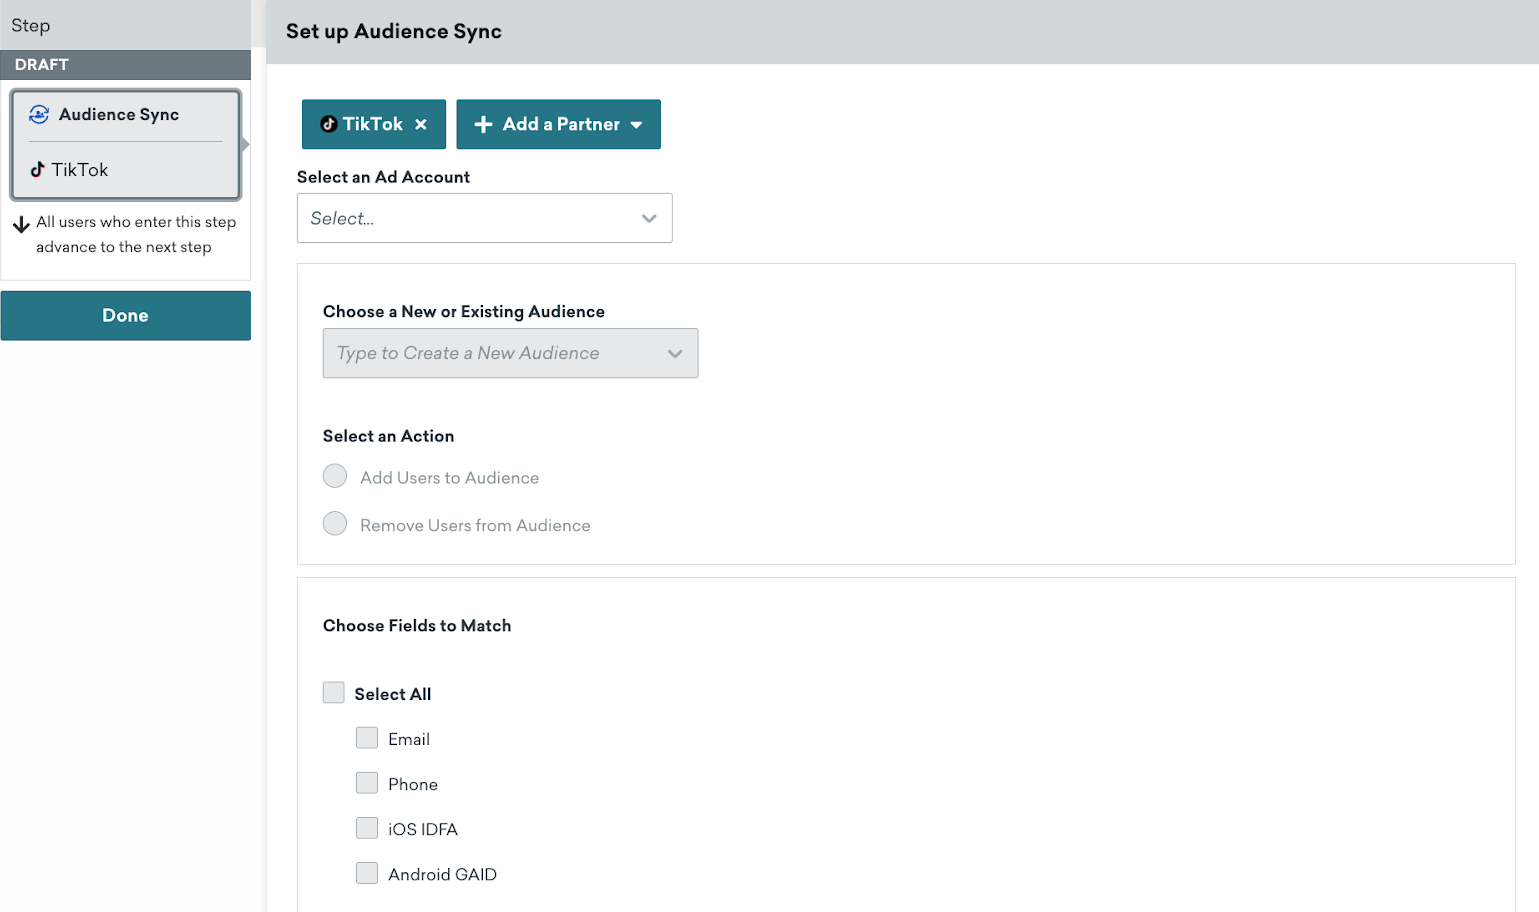 Step
DRAFT
Audience Sync
TikTok
All users who enter this step
advance to the next step
Done
Set up Audience Sync
TikTok
Add a Partner
Select an Ad Account
Select...
Choose a New or Existing Audience
Type to Create a New Audience
Select an Action
Add Users to Audience
Remove Users from Audience
Choose Fields to Match
Select All
Email
Phone
iOS IDFA
Android GAID